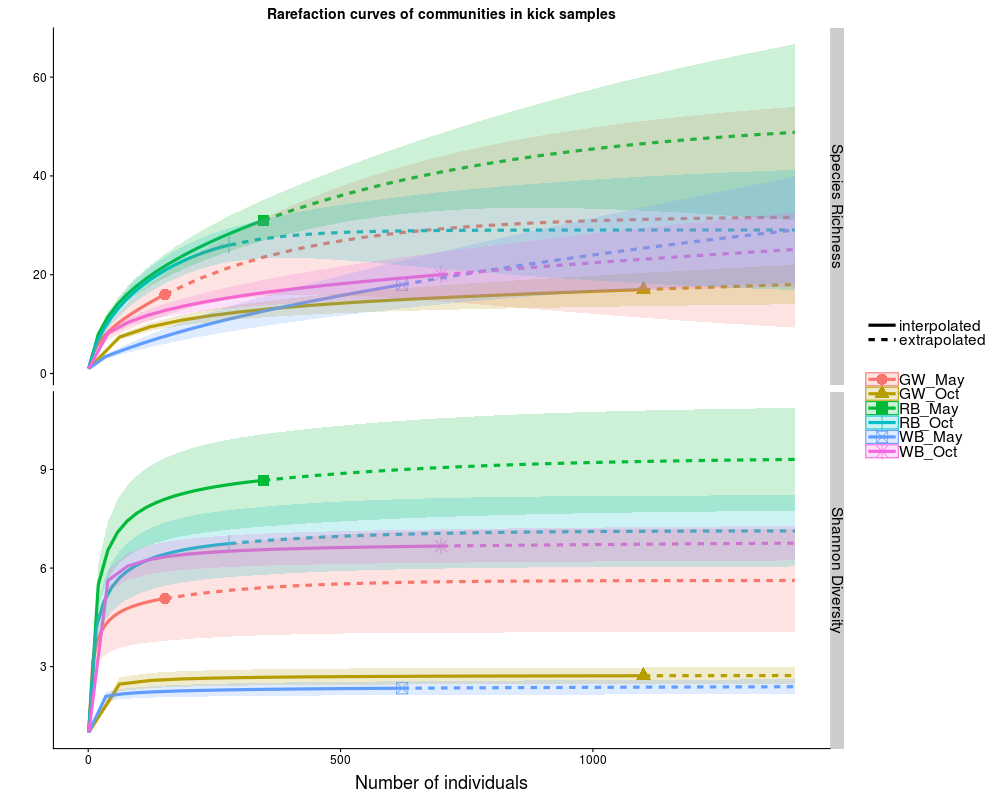 Rarefaction curves of communities in kick samples
60
40
20
0
Species Richness
9
6
3
Shannon Diversity
0
500
1000
Number of individuals
interpolated
extrapolated
GW_May
GW_Oct
RB_May
RB_Oct
WB_May
WB_Oct